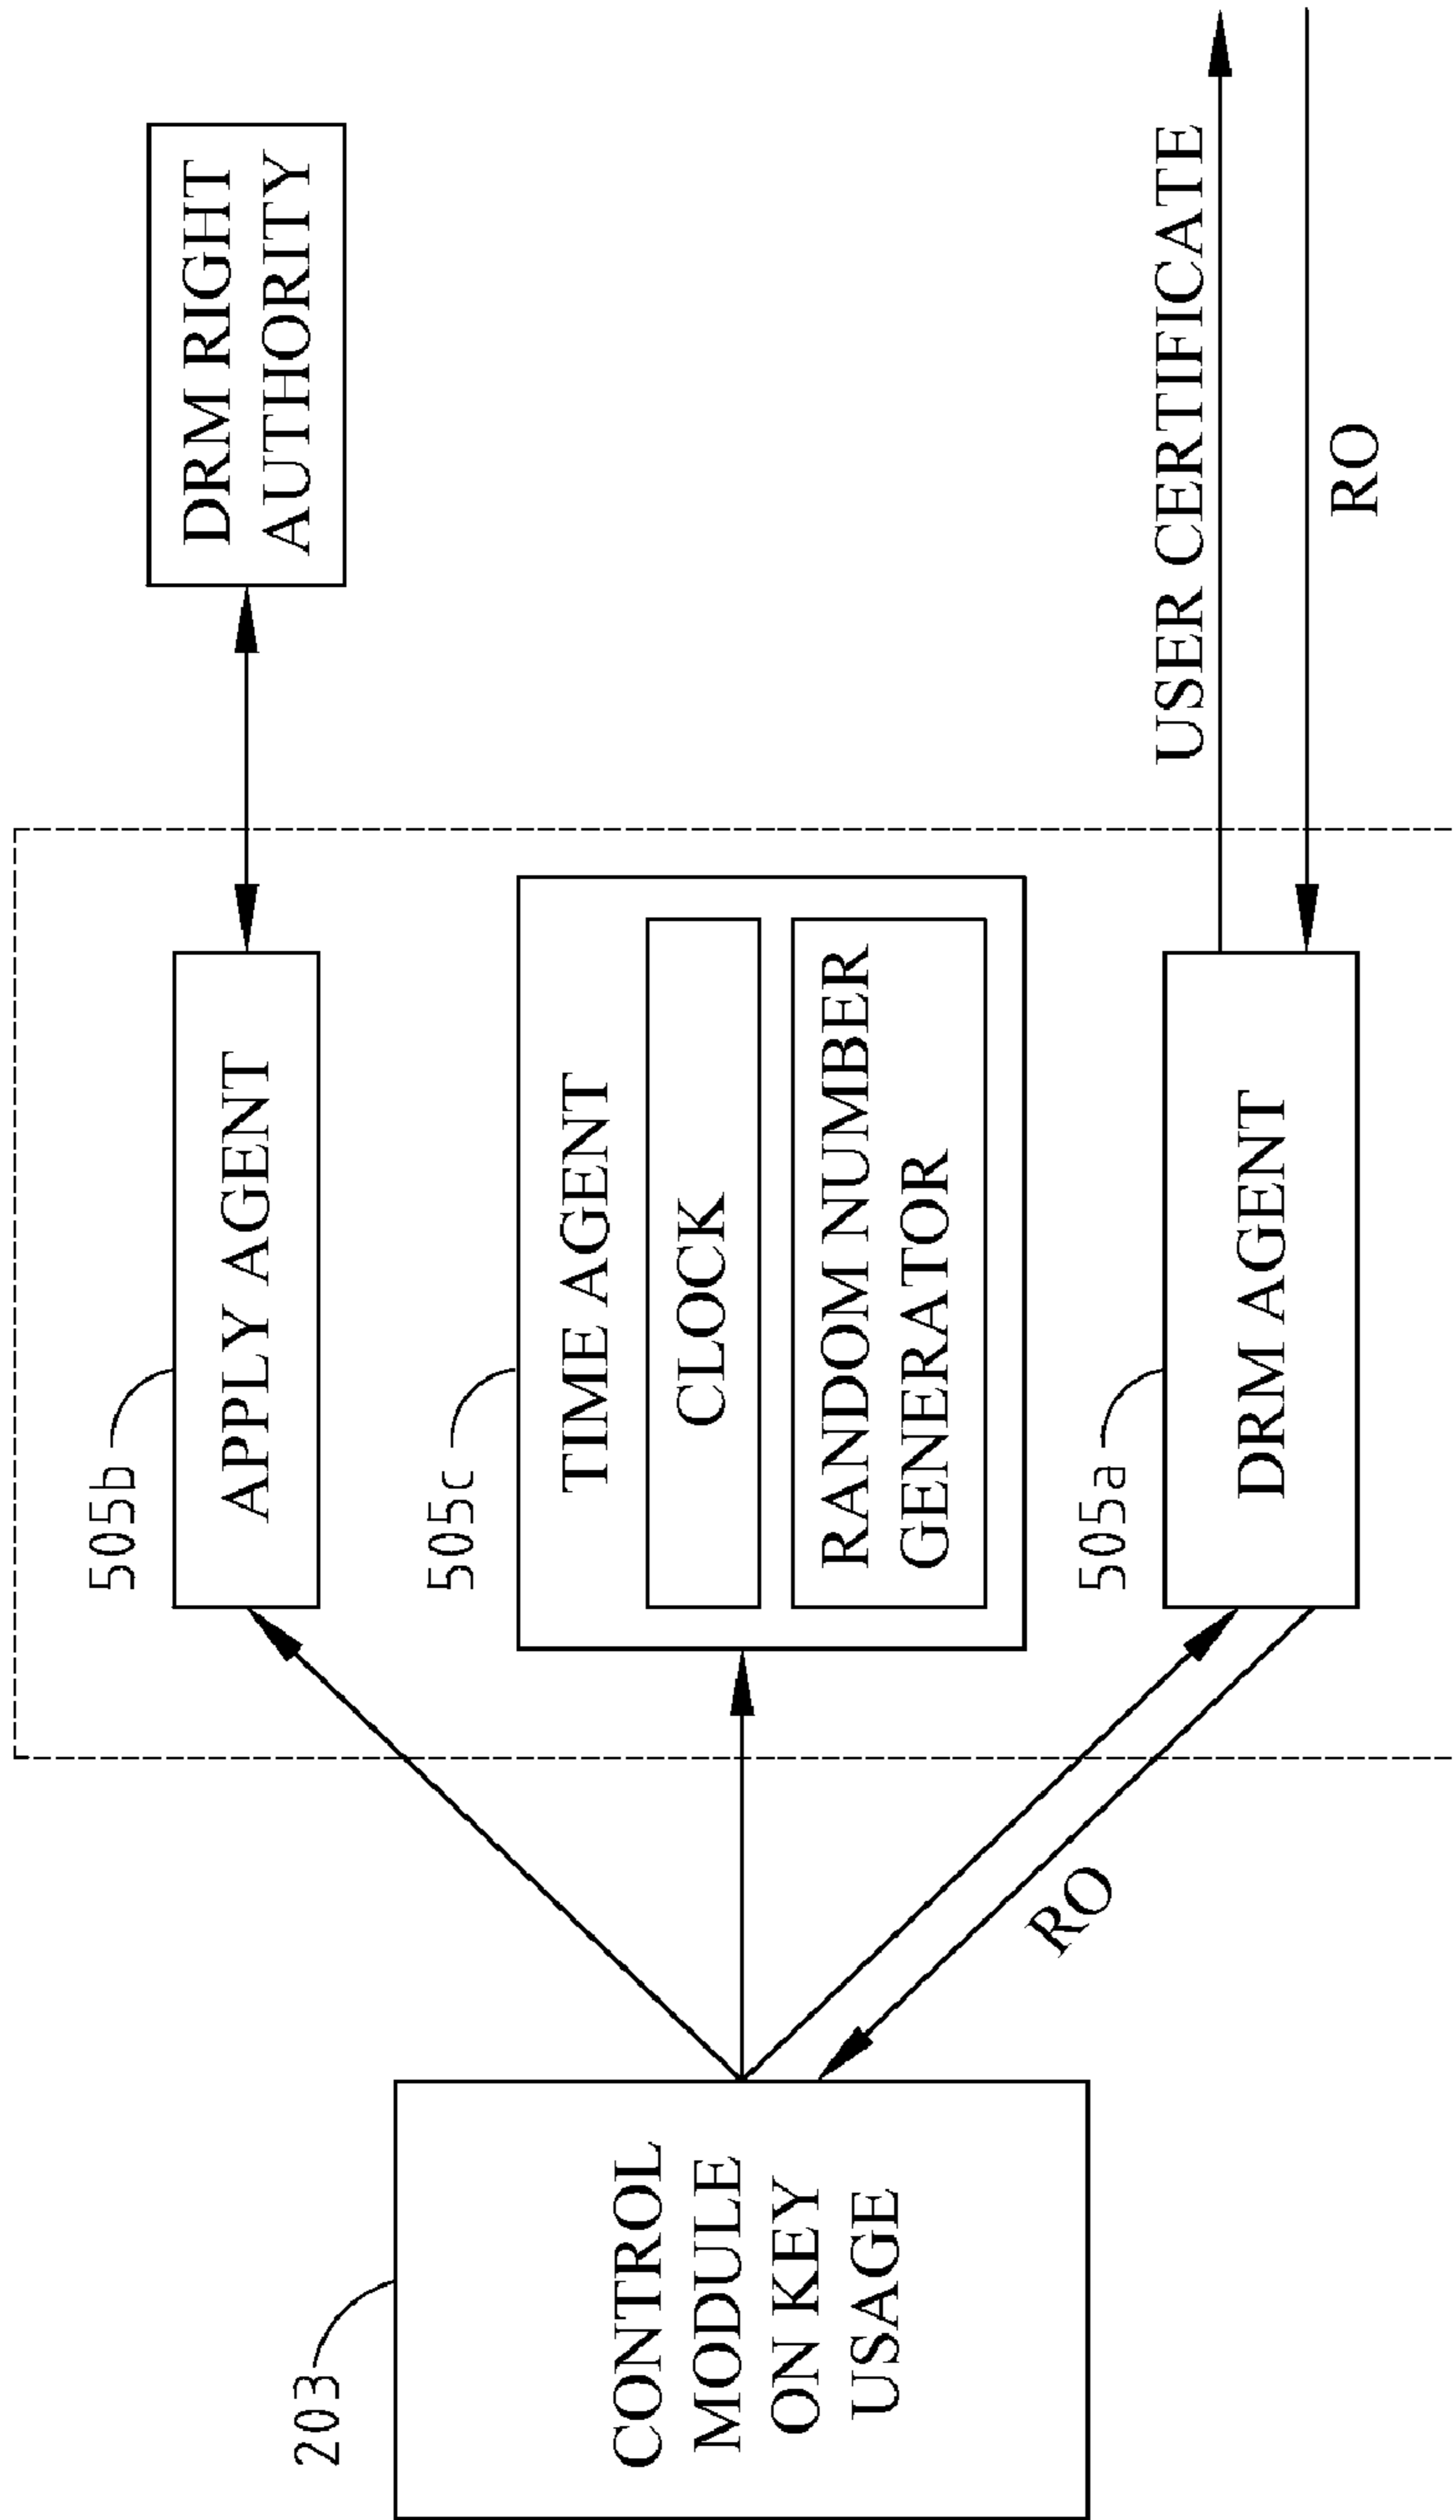 203
CONTROL
MODULE
ON KEY
USAGE
RO
505b
APPLY AGENT
505c
TIME AGENT
CLOCK
RANDOM NUMBER
GENERATOR
505a
DRM AGENT
DRM RIGHT
AUTHORITY
USER CERTIFICATE
RO